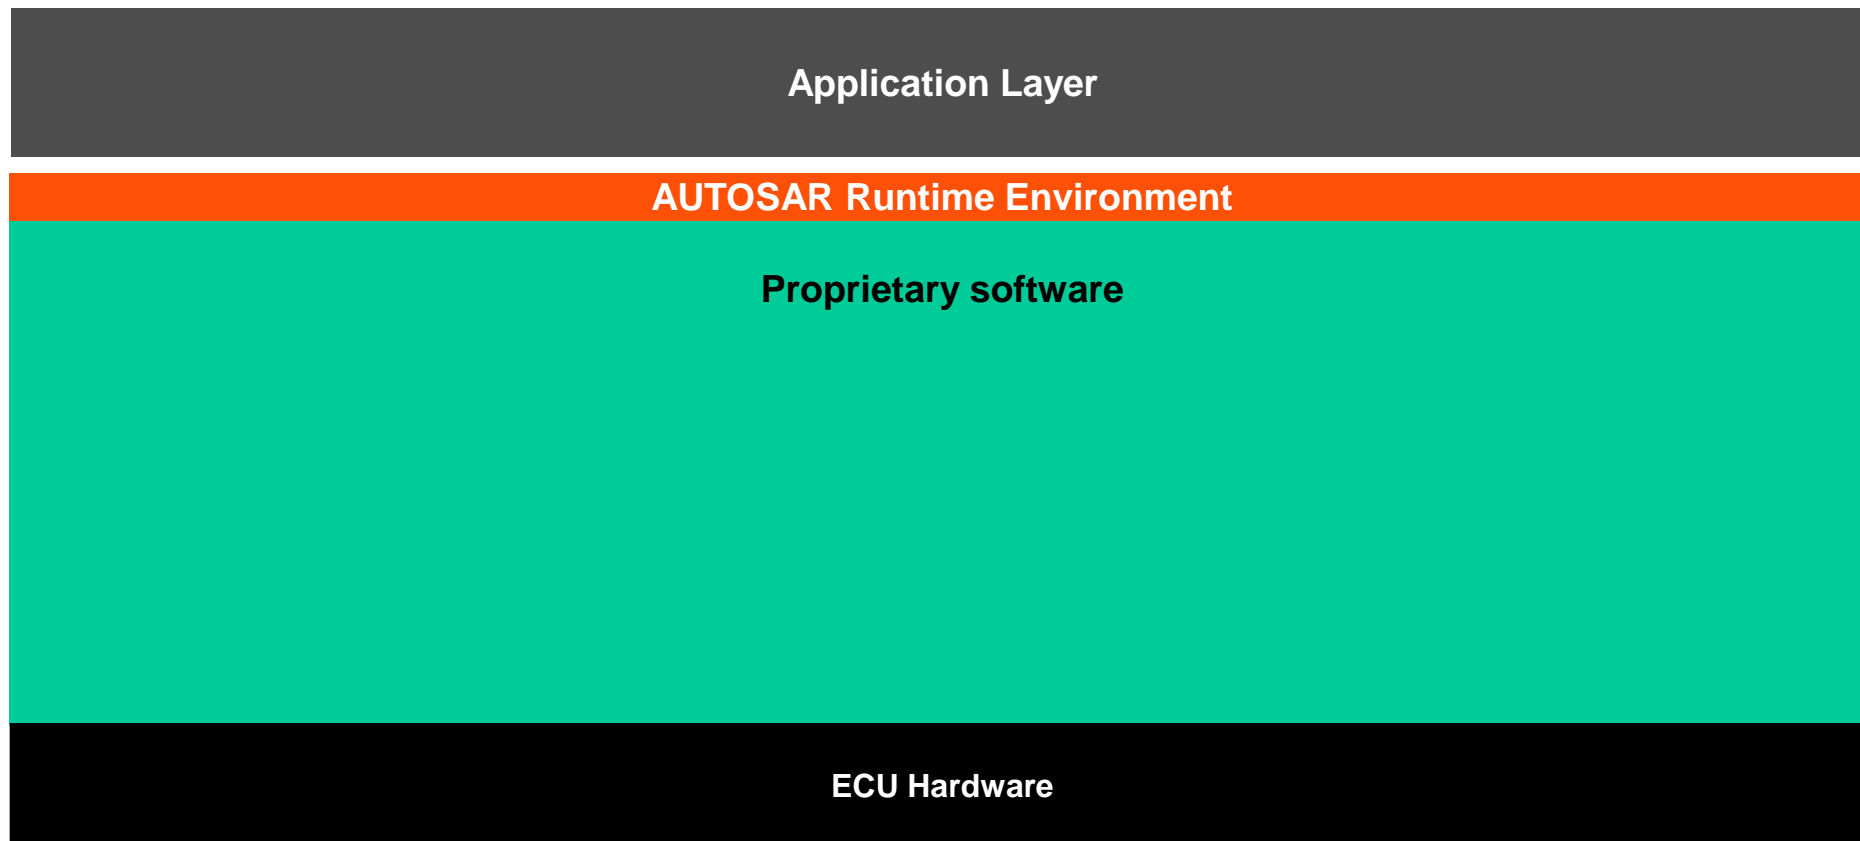 Application Layer
AUTOSAR Runtime Environment
Proprietary software
ECU Hardware